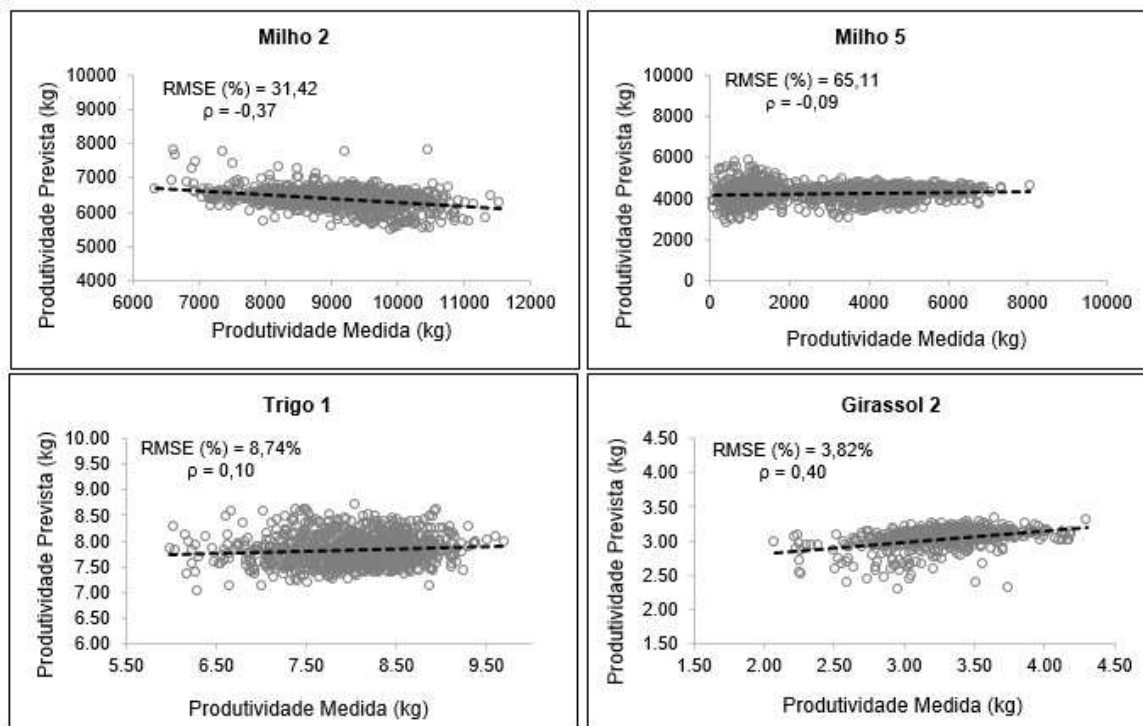 Milho 2
RMSE (%) = 31,42
ρ = -0,37
Produtividade Prevista (kg)
10000
9000
8000
7000
6000
5000
4000
6000 7000 8000 9000 10000 11000 12000
Produtividade Medida (kg)
Milho 5
RMSE (%) = 65,11
ρ = -0,09
Produtividade Prevista (kg)
10000
8000
6000
4000
2000
0
0 2000 4000 6000 8000 10000
Produtividade Medida (kg)
Trigo 1
RMSE (%) = 8,74%
ρ = 0,10
Produtividade Prevista (kg)
10.00
9.50
9.00
8.50
8.00
7.50
7.00
6.50
6.00
5.50 6.50 7.50 8.50 9.50
Produtividade Medida (kg)
Girassol 2
RMSE (%) = 3,82%
ρ = 0,40
Produtividade Prevista (kg)
4.50
4.00
3.50
3.00
2.50
2.00
1.50
1.50 2.00 2.50 3.00 3.50 4.00 4.50
Produtividade Medida (kg)